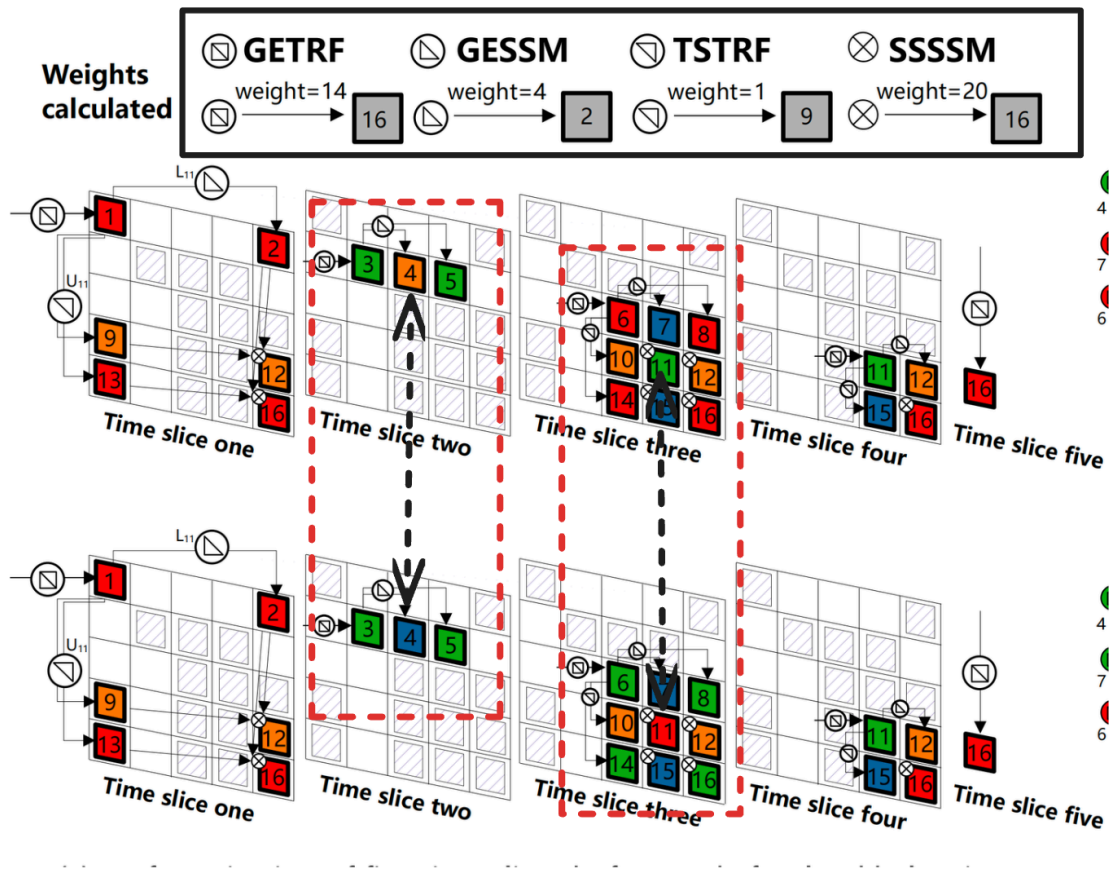 GETRF GESSM TSTRF SSSSM
Weights
calculated
weight=14 weight=4 weight=1 weight=20
16 2 9 16
L11
1 2
3 4 5
U11
6 7 8
9 10 11 12 11 12
13 12 14 16 15 16 16
16
4
7
6
Time slice one Time slice two Time slice three Time slice four Time slice five
L11
1 2
3 4 5
U11
6 8
9 10 11 12 11 12
13 12 14 15 16 15 16 16
16
4
7
6
Time slice one Time slice two Time slice three Time slice four Time slice five